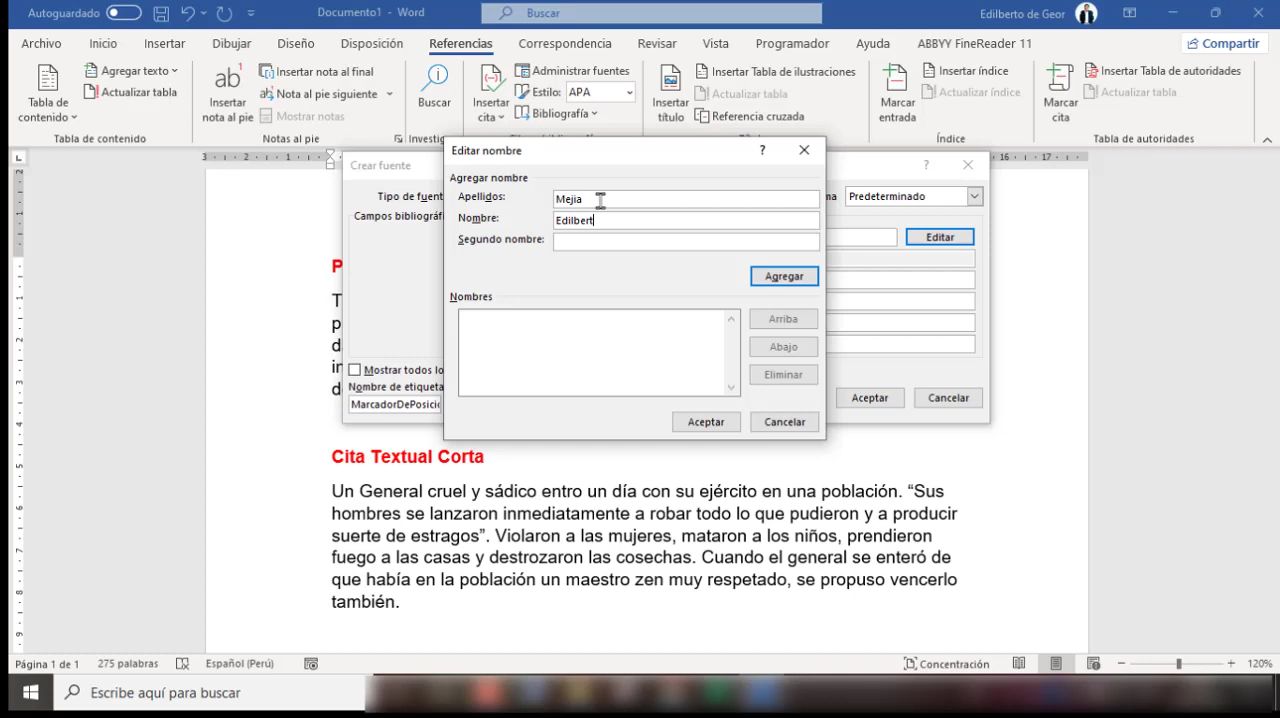 Autoguardado
Documento1 - Word
Buscar
Edilberto de Geor
Archivo Inicio Insertar Dibujar Diseño Disposición Referencias Correspondencia Revisar Vista Programador Ayuda ABBYY FineReader 11 Compartir
Tabla de contenido
Agregar texto
Actualizar tabla
Tabla de contenido
ab
Insertar nota al pie
Insertar nota al final
Nota al pie siguiente
Mostrar notas
Notas al pie
Buscar
Investig
Insertar cita
Administrar fuentes
Estilo: APA
Bibliografía
Insertar título
Insertar Tabla de ilustraciones
Actualizar tabla
Referencia cruzada
Marcar entrada
Insertar índice
Actualizar índice
Índice
Marcar cita
Insertar Tabla de autoridades
Actualizar tabla
Tabla de autoridades
3 2 1 16 17
Crear fuente
Tipo de fuent
Campos bibliográfi
Predeterminado
Editar
Mostrar todos lo
Nombre de etiqueta
MarcadorDePosicio
Aceptar
Cancelar
Editar nombre
Agregar nombre
Apellidos: Mejia
Nombre: Edilbert
Segundo nombre:
Agregar
Nombres
Arriba
Abajo
Eliminar
Aceptar
Cancelar
P
T
p
d
in
d
Cita Textual Corta
Un General cruel y sádico entro un día con su ejército en una población. “Sus
hombres se lanzaron inmediatamente a robar todo lo que pudieron y a producir
suerte de estragos”. Violaron a las mujeres, mataron a los niños, prendieron
fuego a las casas y destrozaron las cosechas. Cuando el general se enteró de
que había en la población un maestro zen muy respetado, se propuso vencerlo
también.
Página 1 de 1 275 palabras Español (Perú) Concentración 120%
Escribe aquí para buscar